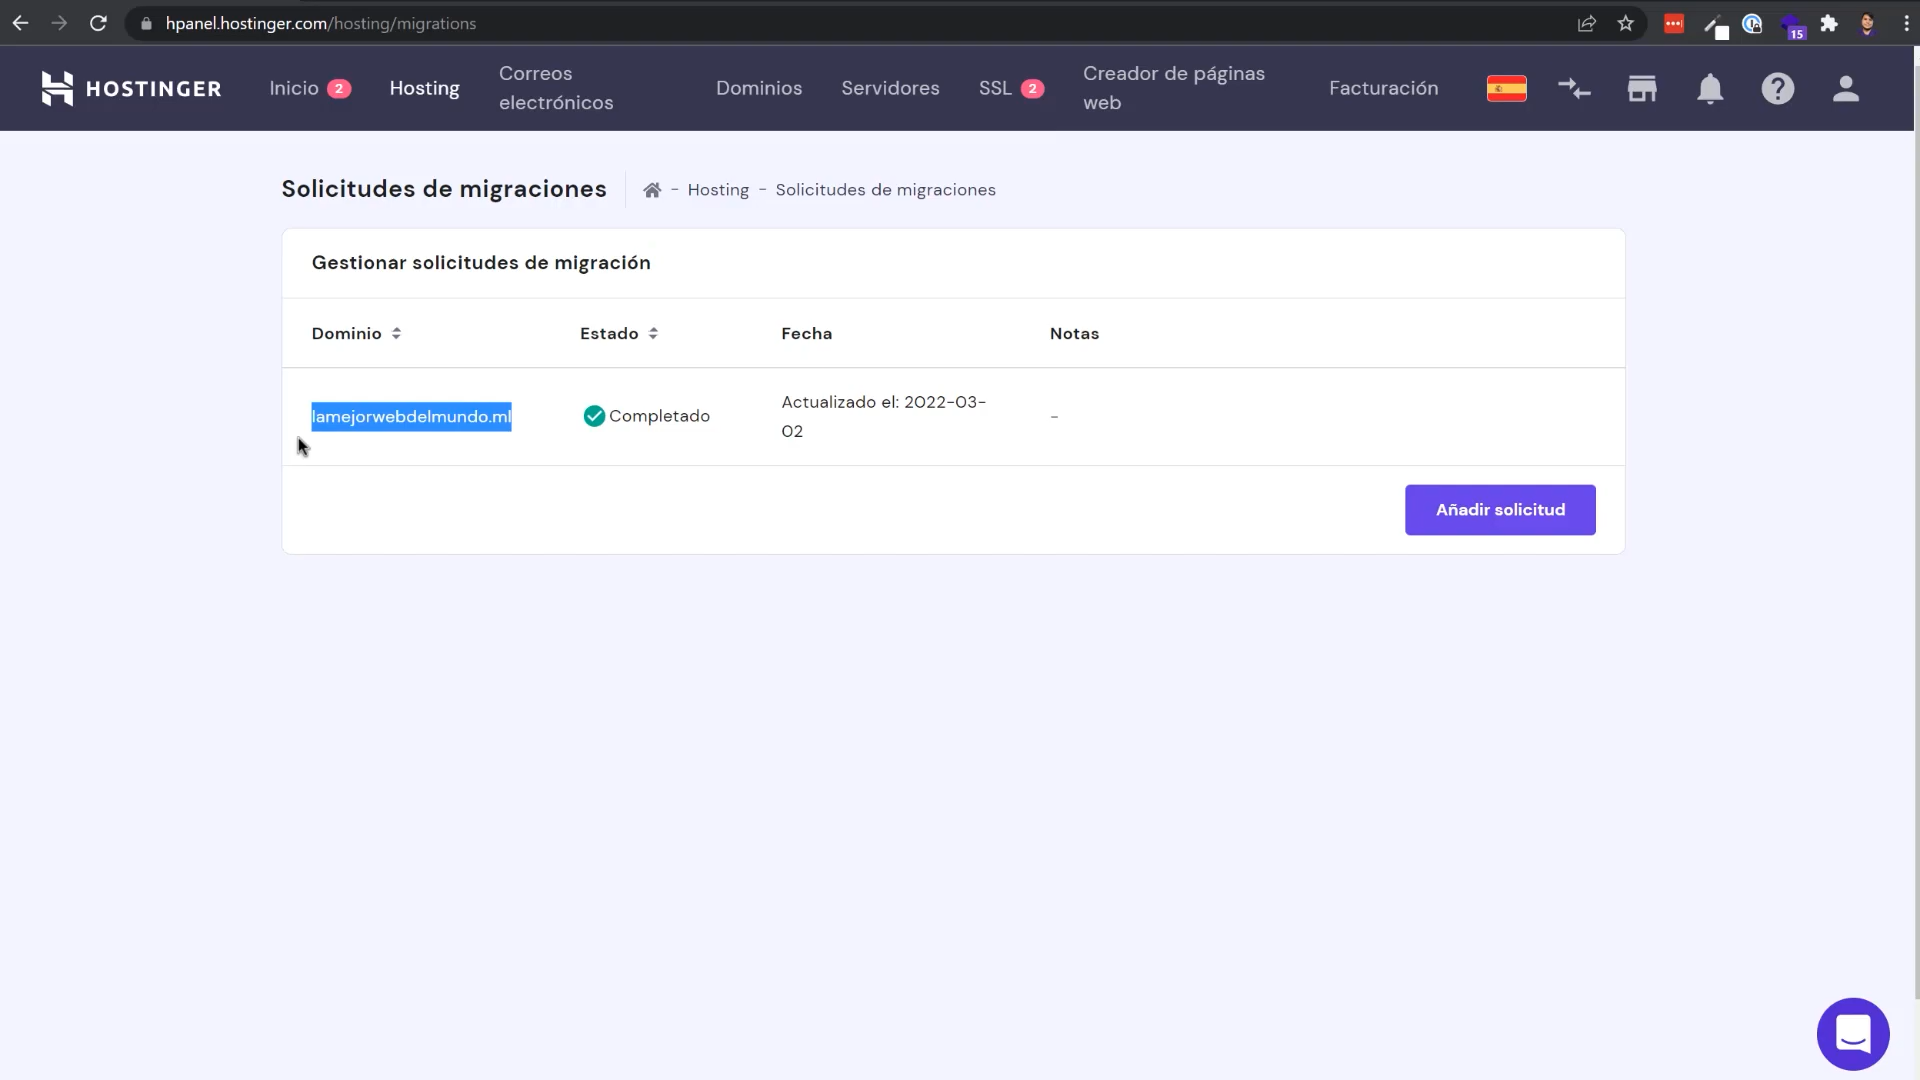 hpanel.hostinger.com/hosting/migrations
15
HOSTINGER
Inicio 2
Hosting
Correos
electrónicos
Dominios
Servidores
SSL 2
Creador de páginas
web
Facturación
Solicitudes de migraciones
- Hosting - Solicitudes de migraciones
Gestionar solicitudes de migración
Dominio
Estado
Fecha
Notas
lamejorwebdelmundo.ml
Completado
Actualizado el: 2022-03-
02
-
Añadir solicitud